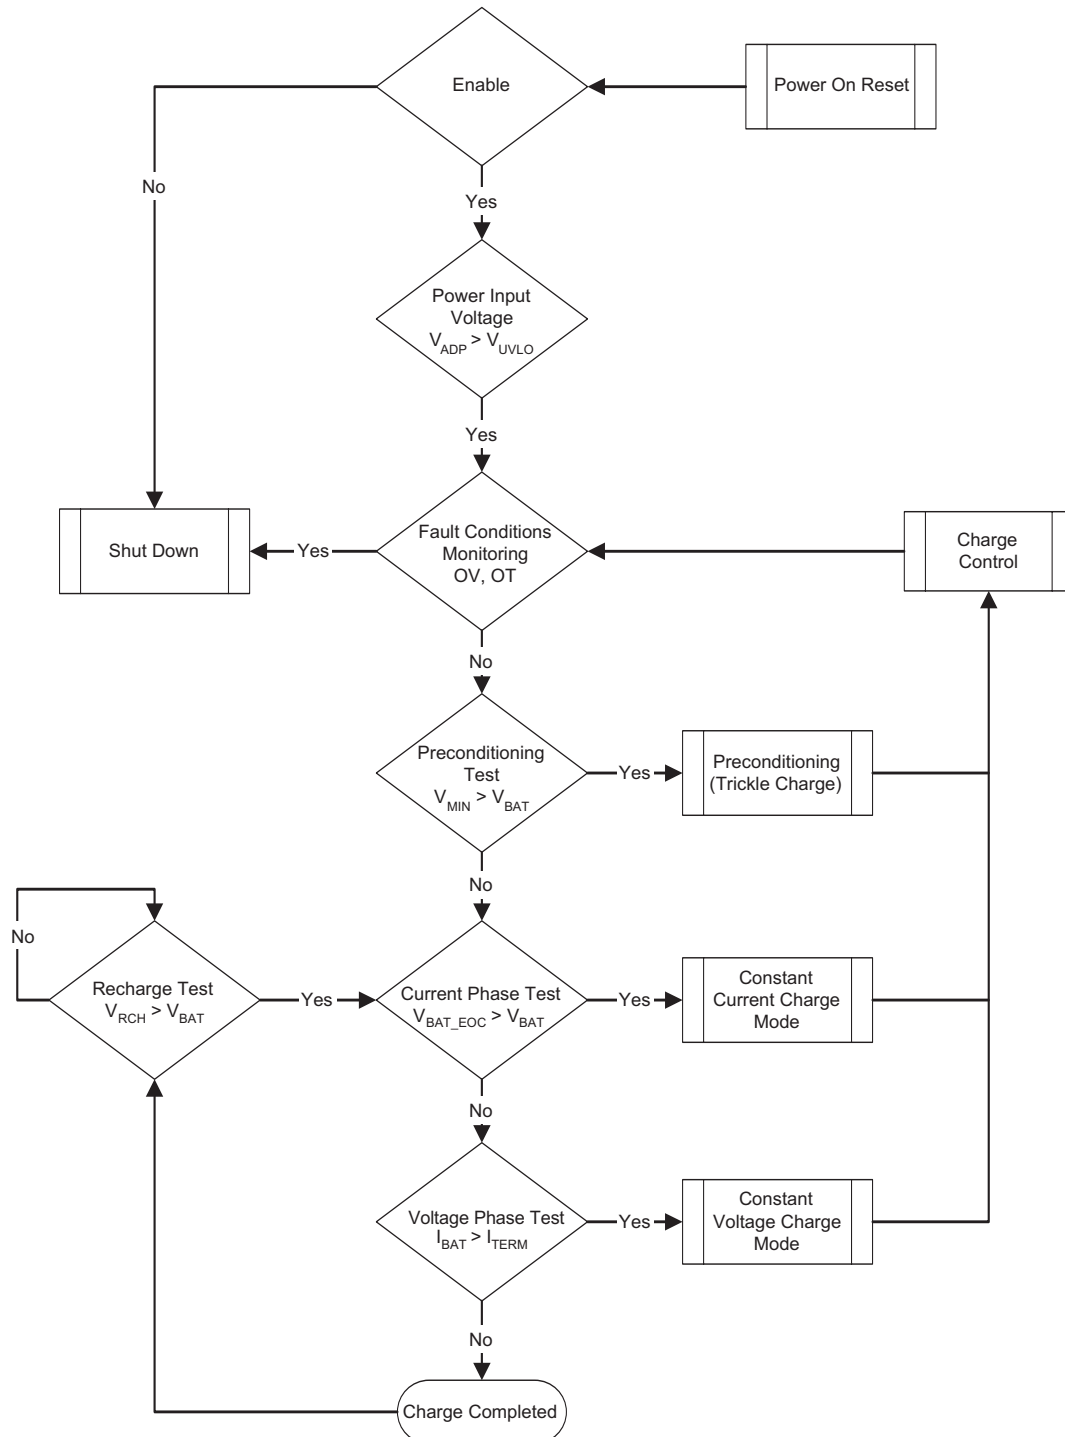 Enable
Power On Reset
No
Yes
Power Input
Voltage
V_ADP > V_UVLO
Yes
Shut Down
Yes
Fault Conditions
Monitoring
OV, OT
Charge
Control
No
Preconditioning
Test
V_MIN > V_BAT
Yes
Preconditioning
(Trickle Charge)
No
No
Recharge Test
V_RCH > V_BAT
Yes
Current Phase Test
V_BAT_EOC > V_BAT
Yes
Constant
Current Charge
Mode
No
Voltage Phase Test
I_BAT > I_TERM
Yes
Constant
Voltage Charge
Mode
No
Charge Completed